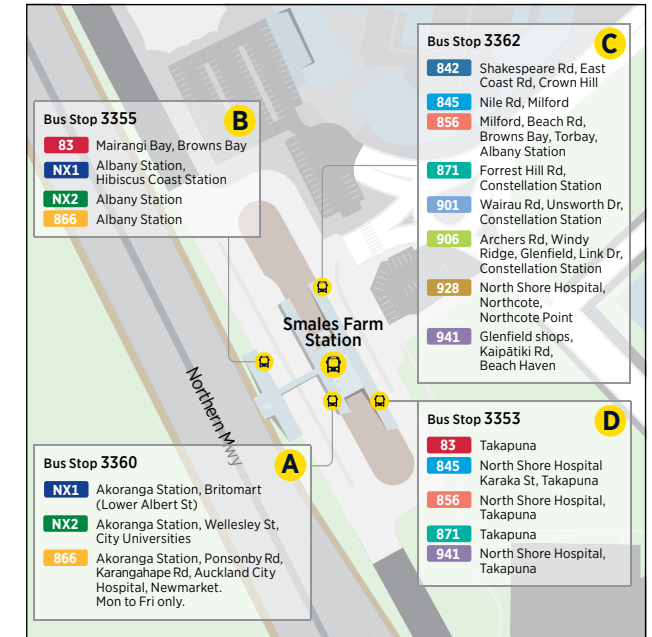 Bus Stop 3362
C
842 Shakespeare Rd, East
Coast Rd, Crown Hill
845 Nile Rd, Milford
856 Milford, Beach Rd,
Browns Bay, Torbay,
Albany Station
871 Forrest Hill Rd,
Constellation Station
901 Wairau Rd, Unsworth Dr,
Constellation Station
906 Archers Rd, Windy
Ridge, Glenfield, Link Dr,
Constellation Station
928 North Shore Hospital,
Northcote,
Northcote Point
941 Glenfield shops,
Kaipātiki Rd,
Beach Haven
Bus Stop 3355
B
83 Mairangi Bay, Browns Bay
NX1 Albany Station,
Hibiscus Coast Station
NX2 Albany Station
866 Albany Station
Smales Farm
Station
Northern Mwy
Bus Stop 3360
A
NX1 Akoranga Station, Britomart
(Lower Albert St)
NX2 Akoranga Station, Wellesley St,
City Universities
866 Akoranga Station, Ponsonby Rd,
Karangahape Rd, Auckland City
Hospital, Newmarket.
Mon to Fri only.
Bus Stop 3353
D
83 Takapuna
845 North Shore Hospital
Karaka St, Takapuna
856 North Shore Hospital,
Takapuna
871 Takapuna
941 North Shore Hospital,
Takapuna